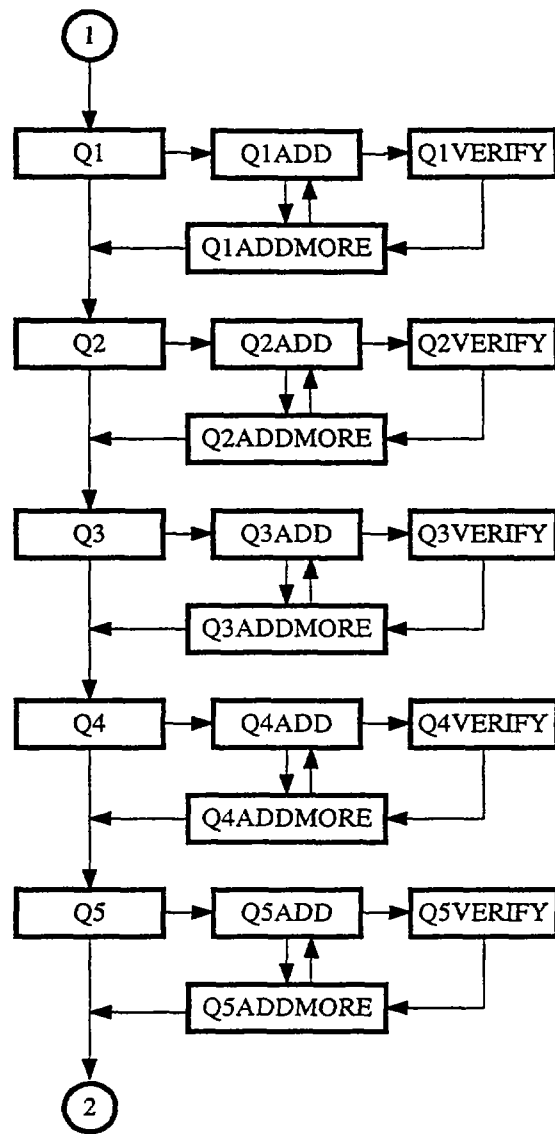 1
Q1 Q1ADD Q1VERIFY
Q1ADDMORE
Q2 Q2ADD Q2VERIFY
Q2ADDMORE
Q3 Q3ADD Q3VERIFY
Q3ADDMORE
Q4 Q4ADD Q4VERIFY
Q4ADDMORE
Q5 Q5ADD Q5VERIFY
Q5ADDMORE
2